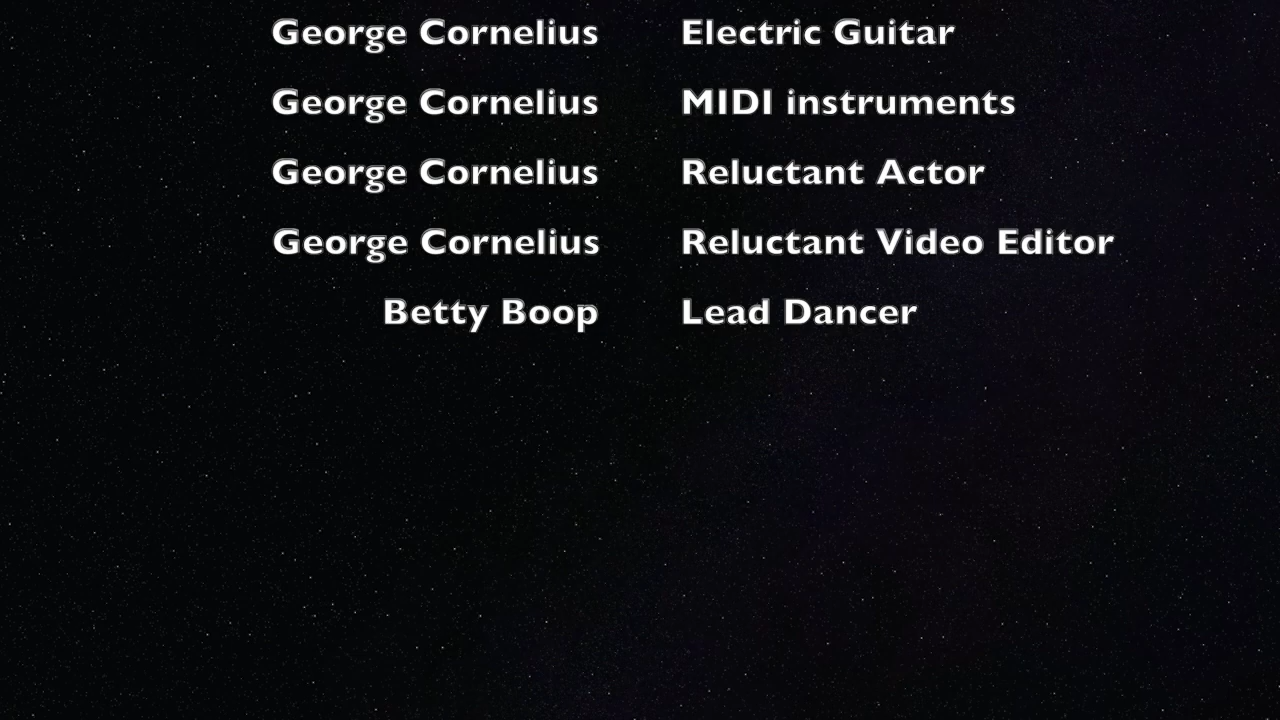 George Cornelius Electric Guitar
George Cornelius MIDI instruments
George Cornelius Reluctant Actor
George Cornelius Reluctant Video Editor
Betty Boop Lead Dancer